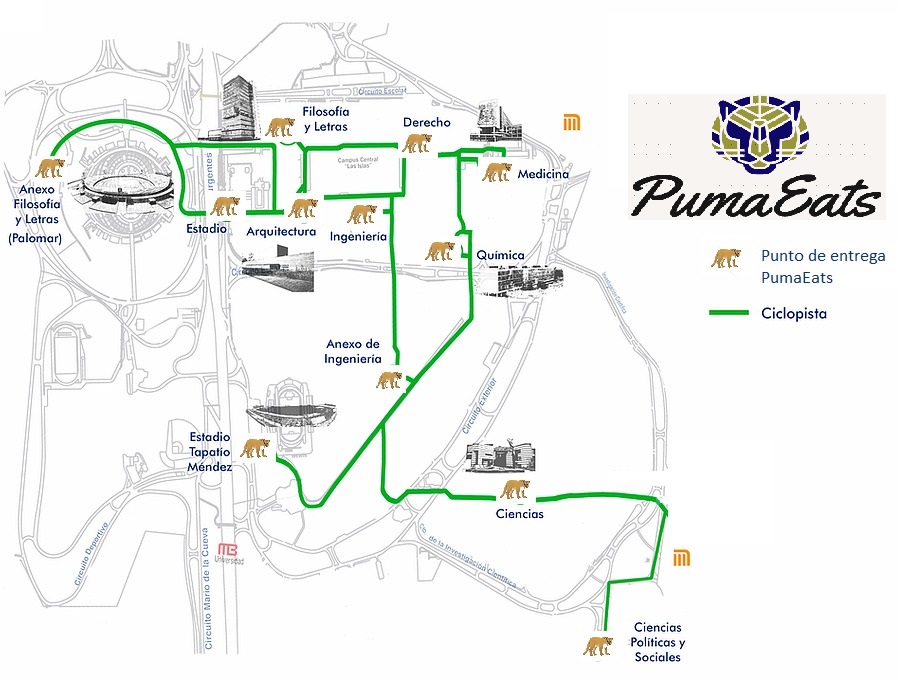 Circuito Escolar
Filosofía
y Letras
Derecho
Campus Central
"Las Islas"
Medicina
Anexo
Filosofía
y Letras
(Palomar)
Estadio
Arquitectura
Ingeniería
Química
Anexo de
Ingeniería
Circuito Exterior
Estadio
Tapatío
Méndez
Ciencias
Circuito Deportivo
Circuito Mario de la Cueva
MB
Universidad
de la Investigación Científica
Ciencias
Políticas y
Sociales
PumaEats
Punto de entrega
PumaEats
Ciclopista